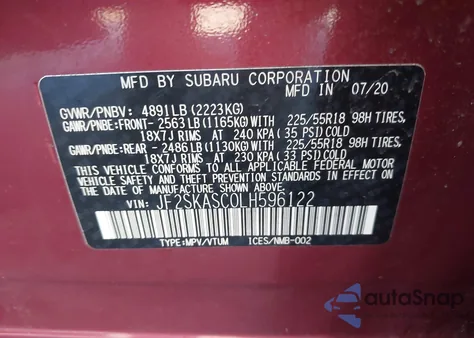 MFD BY SUBARU CORPORATION
IN 07/20
GVWR/PNBV: 4891LB (2223KG)
GAWR/PNBE:FRONT- 2563LB (1165KG)WITH 225/55R18 98H TIRES,
18X7J RIMS AT 240 KPA (35 PSI)COLD
GAWR/PNBE:REAR - 2486LB (1130KG)WITH 225/55R18 98H TIRES,
18X7J RIMS AT 230 KPA (33 PSI)COLD
THIS VEHICLE CONFORMS TO ALL APPLICABLE FEDERAL MOTOR
VEHICLE SAFETY AND THEFT PREVENTION STANDARDS IN EFFECT ON
THE DATE OF MANUFACTURE SHOWN ABOVE.
VIN: JF2SKASC0LH596122
TYPE:MPV/VTUM ICES/NMB-002
autoSnap